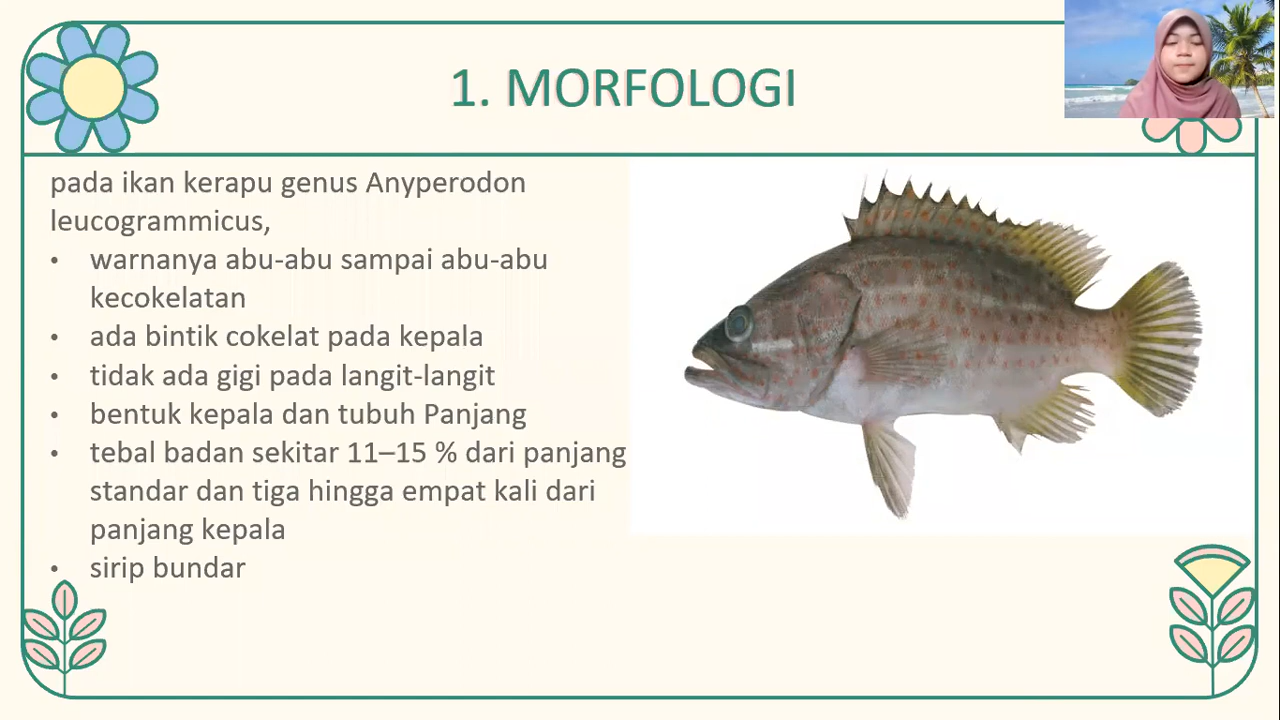 1. MORFOLOGI
pada ikan kerapu genus Anyperodon
leucogrammicus,
• warnanya abu-abu sampai abu-abu
kecokelatan
• ada bintik cokelat pada kepala
• tidak ada gigi pada langit-langit
• bentuk kepala dan tubuh Panjang
• tebal badan sekitar 11–15 % dari panjang
standar dan tiga hingga empat kali dari
panjang kepala
• sirip bundar